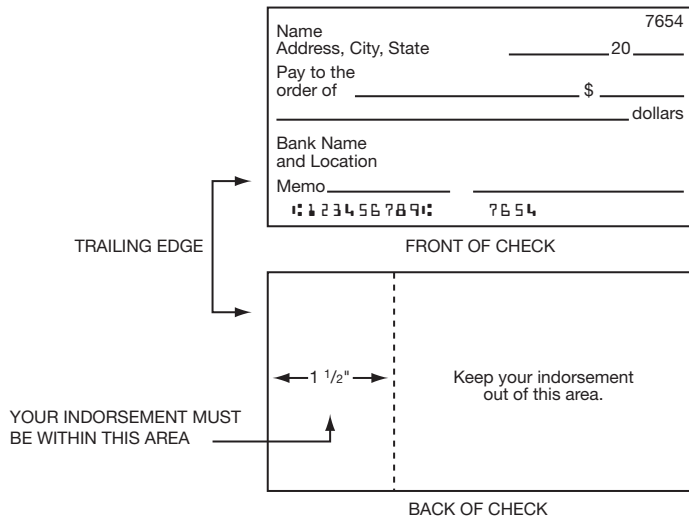 7654
Name
Address, City, State 20
Pay to the
order of $
dollars
Bank Name
and Location
Memo
⑆123456789⑆ 7654
TRAILING EDGE
FRONT OF CHECK
1 1/2"
Keep your indorsement
out of this area.
YOUR INDORSEMENT MUST
BE WITHIN THIS AREA
BACK OF CHECK